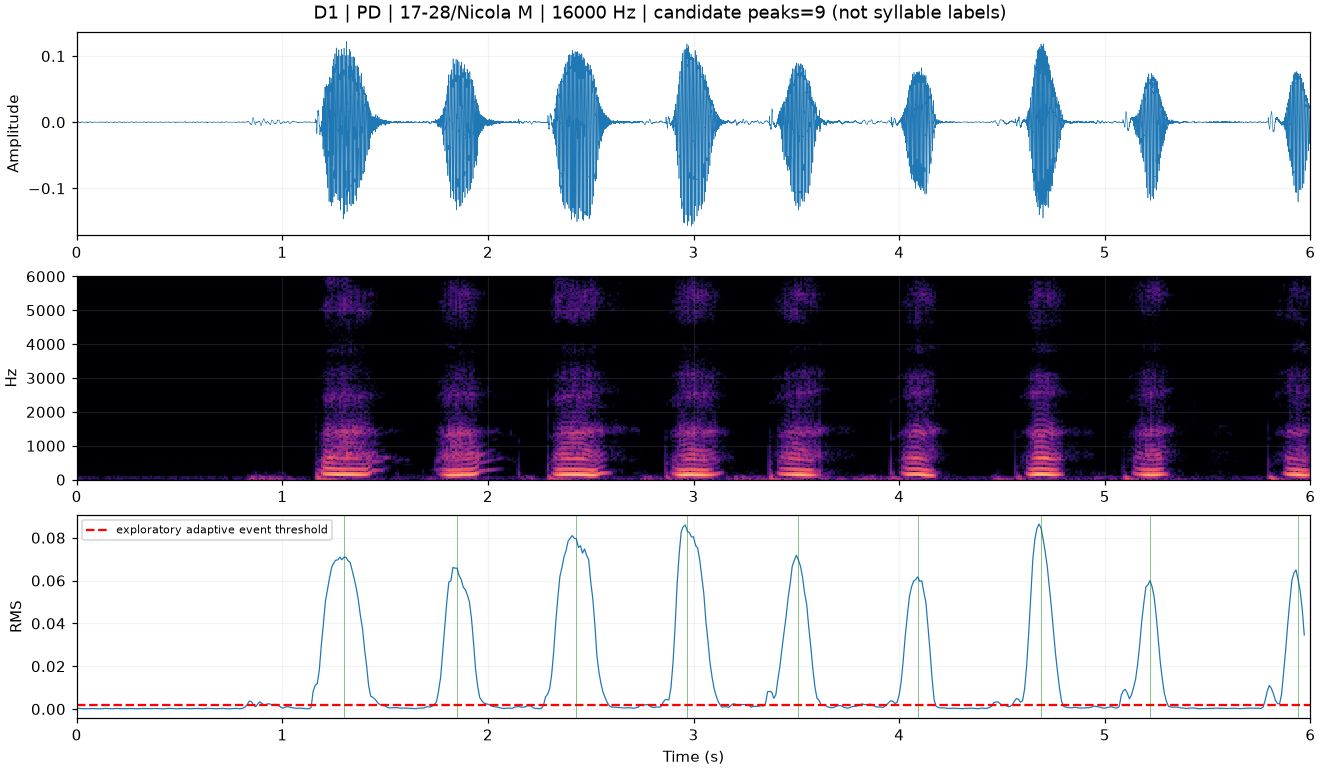 D1 | PD | 17-28/Nicola M | 16000 Hz | candidate peaks=9 (not syllable labels)
Amplitude
0.1
0.0
−0.1
0 1 2 3 4 5 6
Hz
6000
5000
4000
3000
2000
1000
0
0 1 2 3 4 5 6
exploratory adaptive event threshold
RMS
0.08
0.06
0.04
0.02
0.00
0 1 2 3 4 5 6
Time (s)